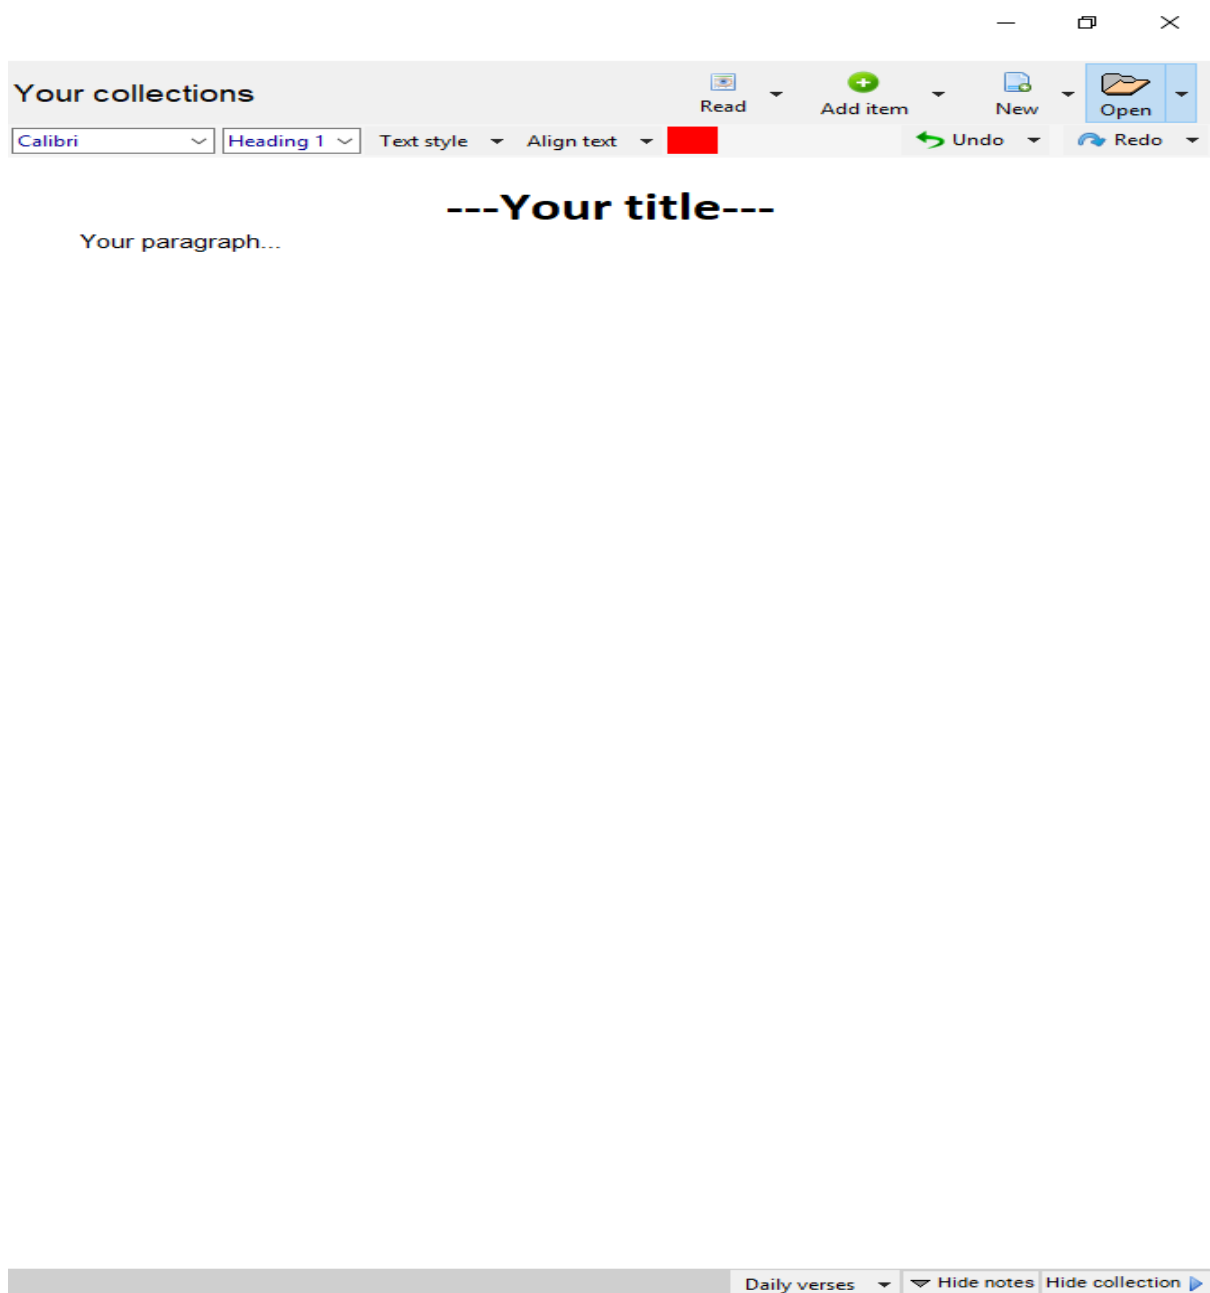 Your collections
Read
Add item
New
Open
Calibri
Heading 1
Text style
Align text
Undo
Redo
---Your title---
Your paragraph...
Daily verses
Hide notes
Hide collection